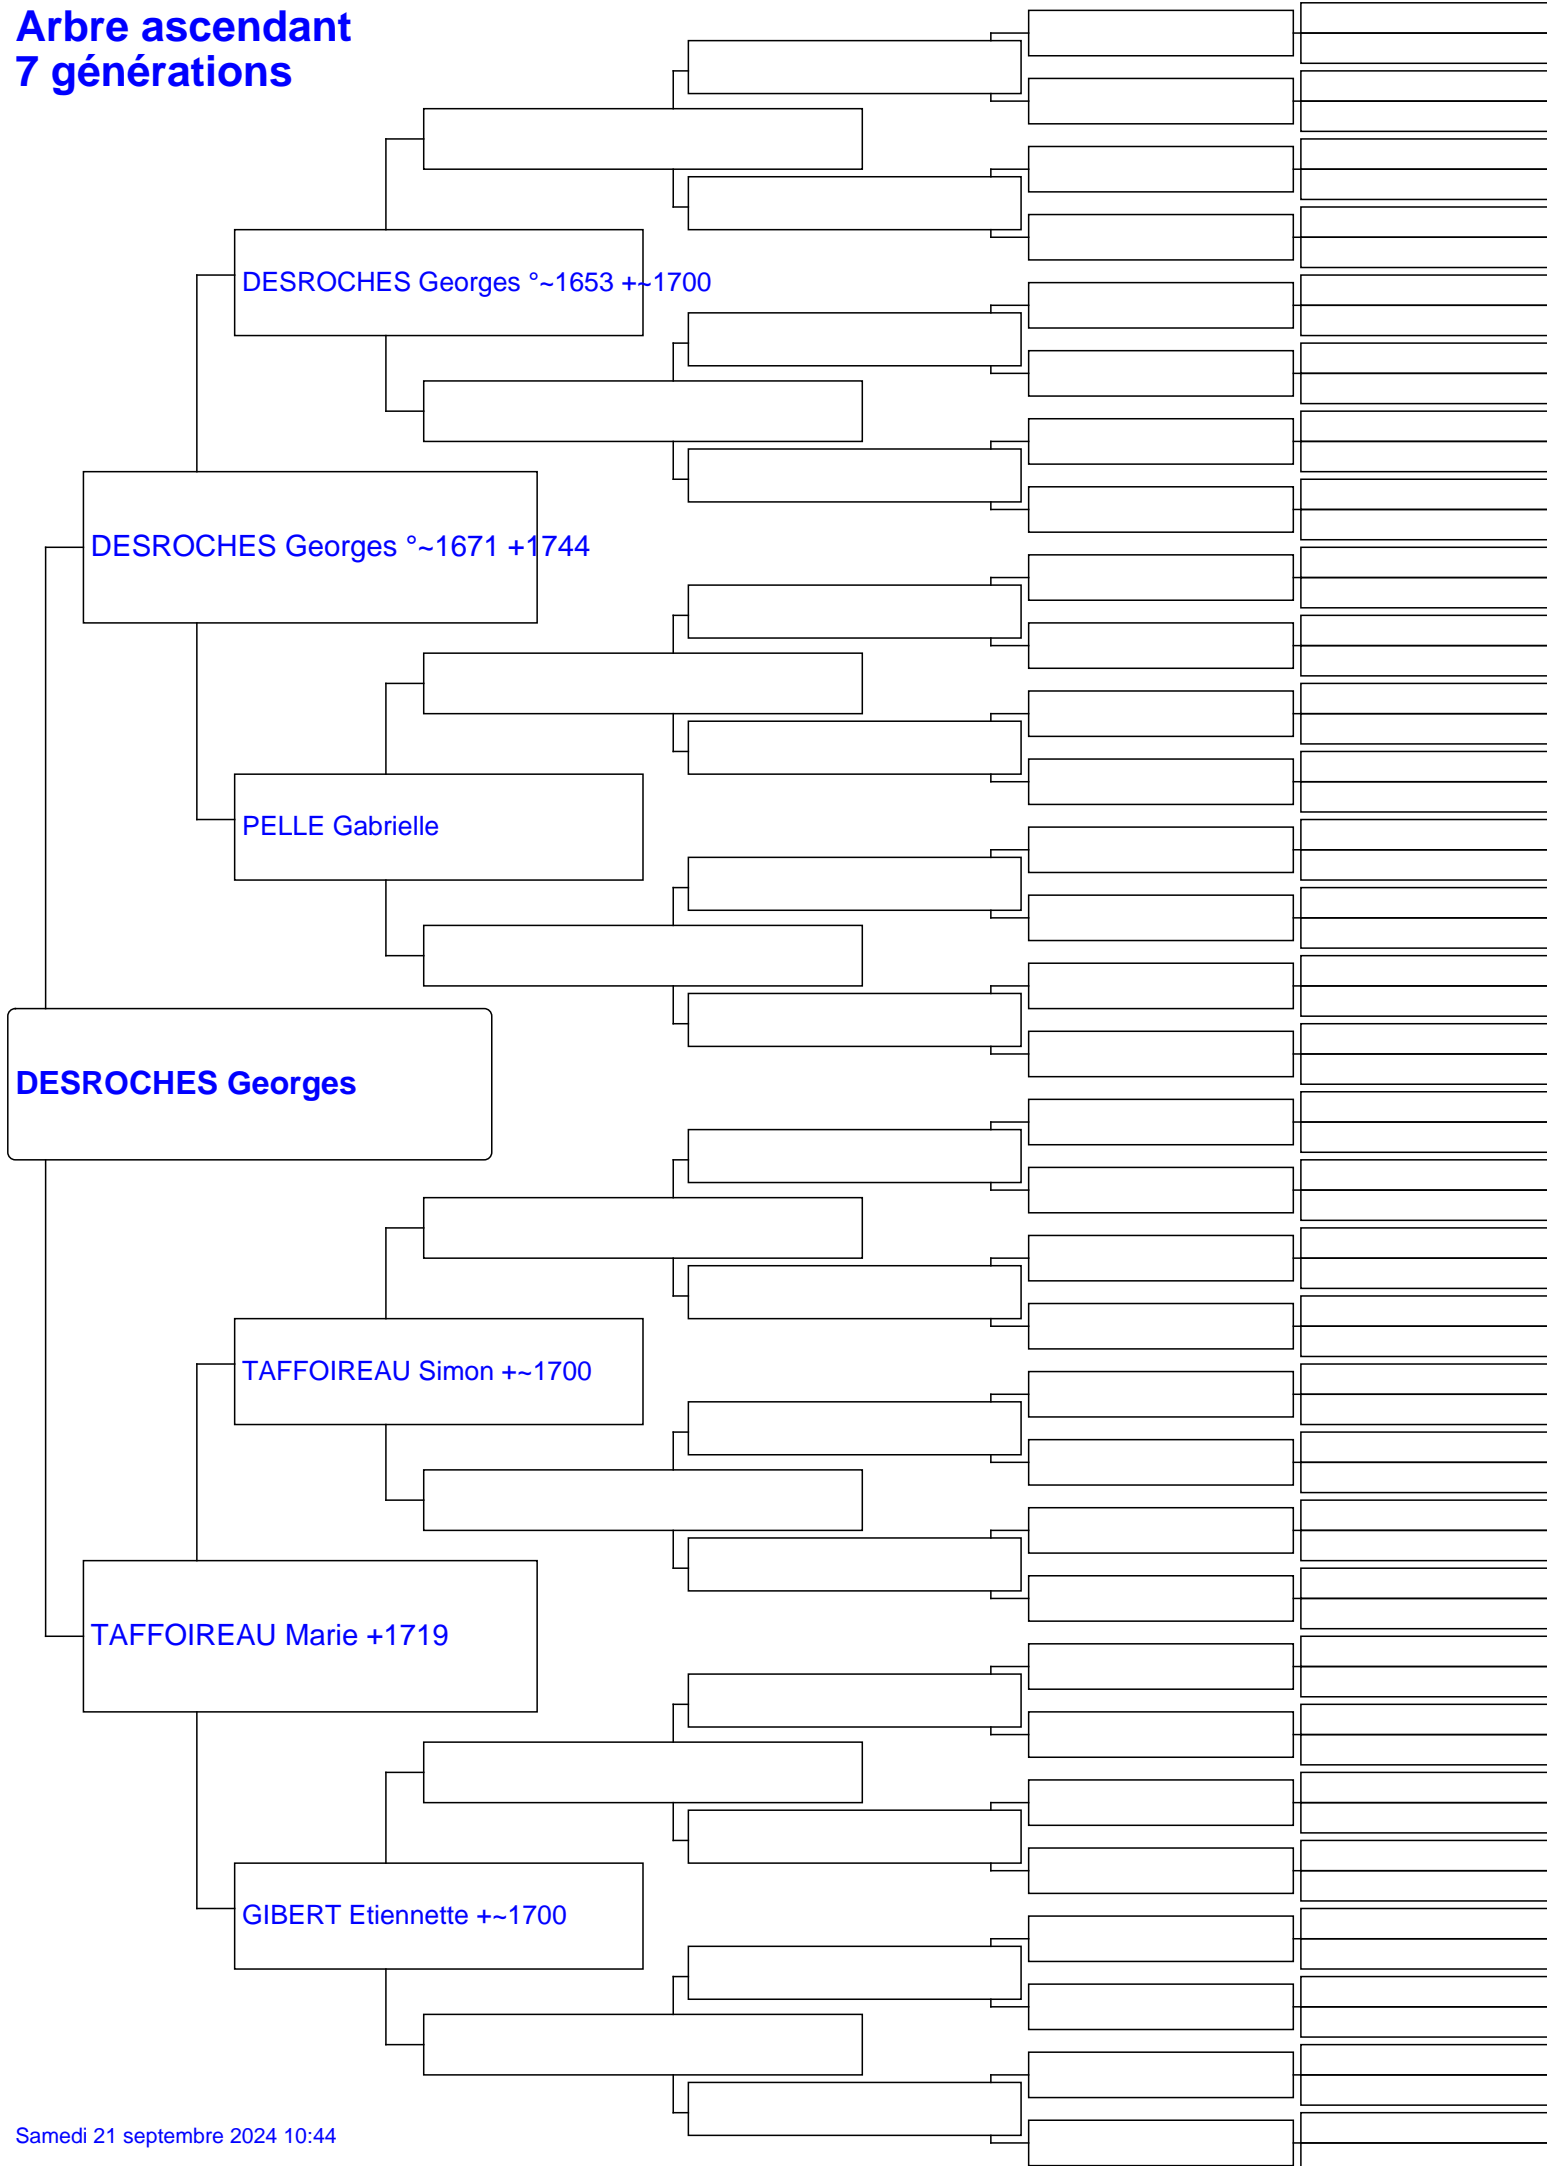 Arbre ascendant
7 générations
DESROCHES Georges °~1653 +~1700
DESROCHES Georges °~1671 +1744
PELLE Gabrielle
DESROCHES Georges
TAFFOIREAU Simon +~1700
TAFFOIREAU Marie +1719
GIBERT Etiennette +~1700
Samedi 21 septembre 2024 10:44